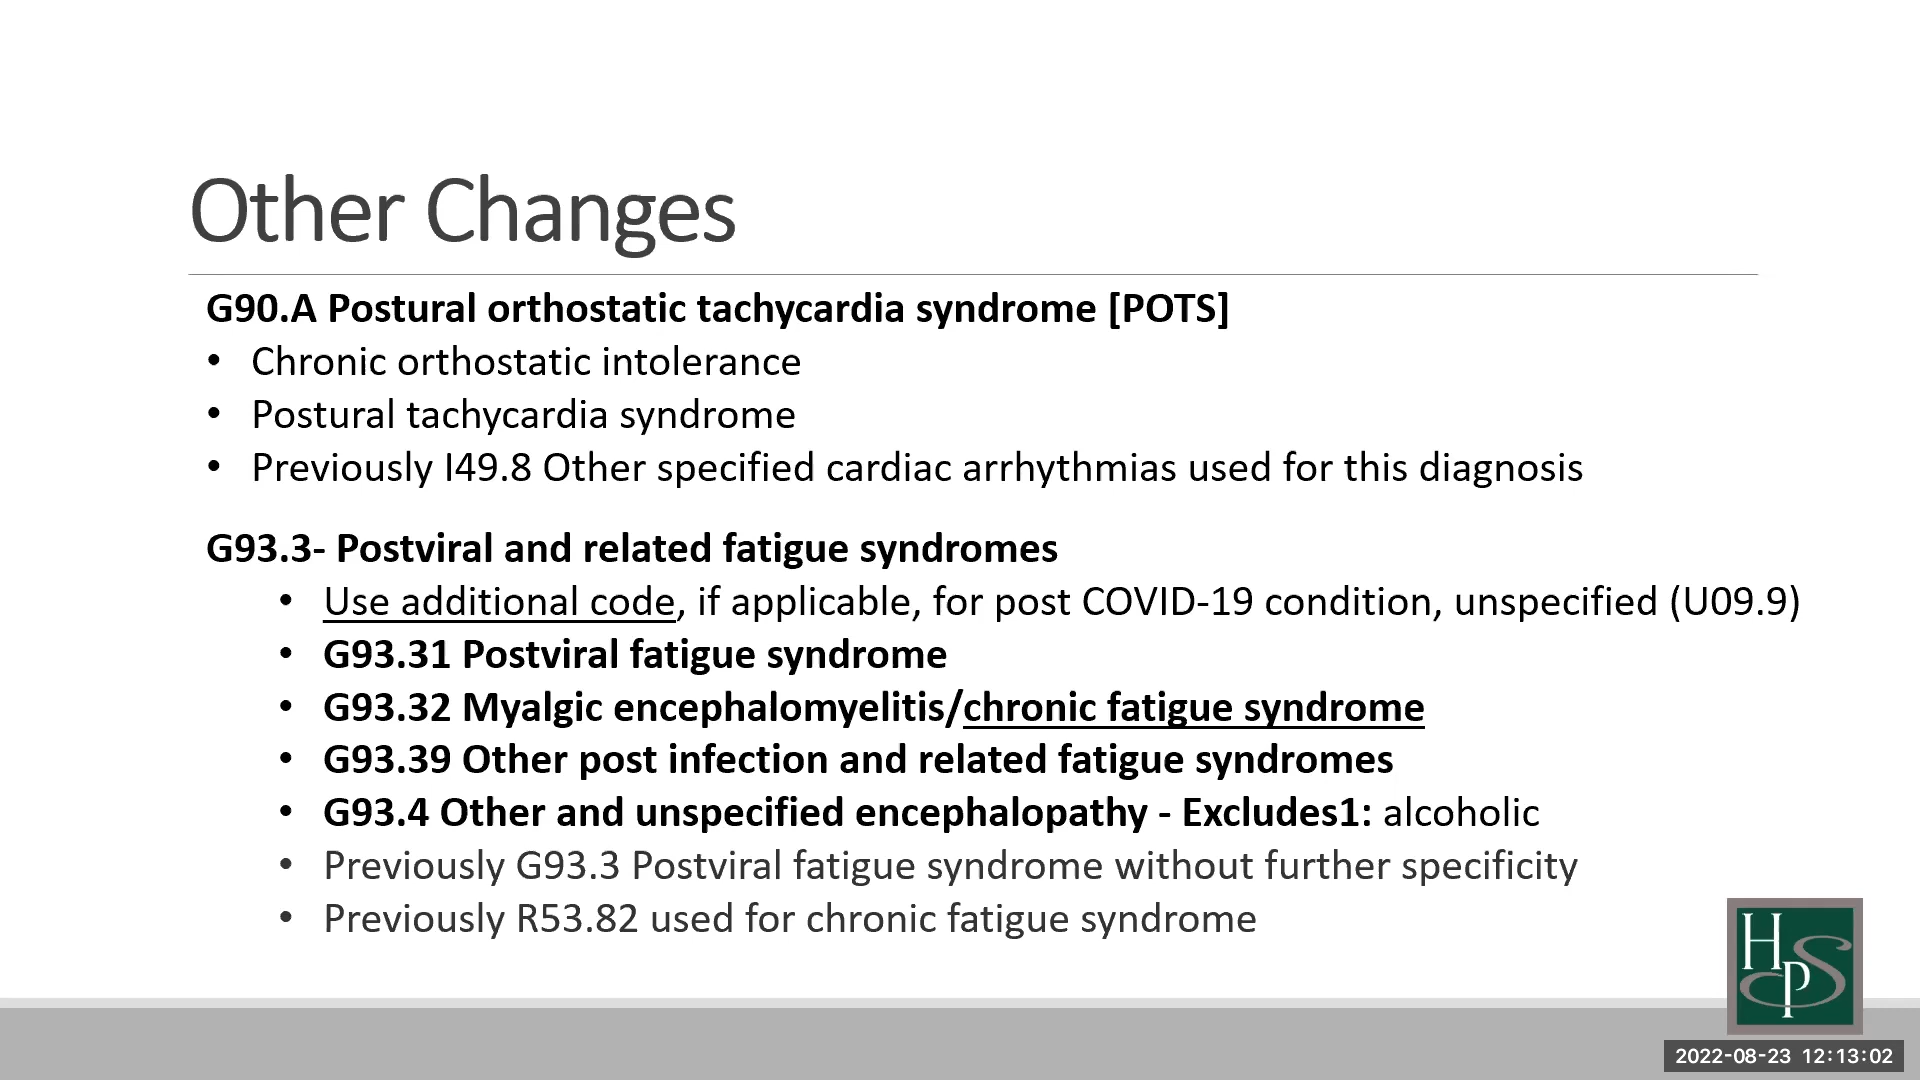 Other Changes
G90.A Postural orthostatic tachycardia syndrome [POTS]
• Chronic orthostatic intolerance
• Postural tachycardia syndrome
• Previously I49.8 Other specified cardiac arrhythmias used for this diagnosis
G93.3- Postviral and related fatigue syndromes
• Use additional code, if applicable, for post COVID-19 condition, unspecified (U09.9)
• G93.31 Postviral fatigue syndrome
• G93.32 Myalgic encephalomyelitis/chronic fatigue syndrome
• G93.39 Other post infection and related fatigue syndromes
• G93.4 Other and unspecified encephalopathy - Excludes1: alcoholic
• Previously G93.3 Postviral fatigue syndrome without further specificity
• Previously R53.82 used for chronic fatigue syndrome
HPS
2022-08-23 12:13:02